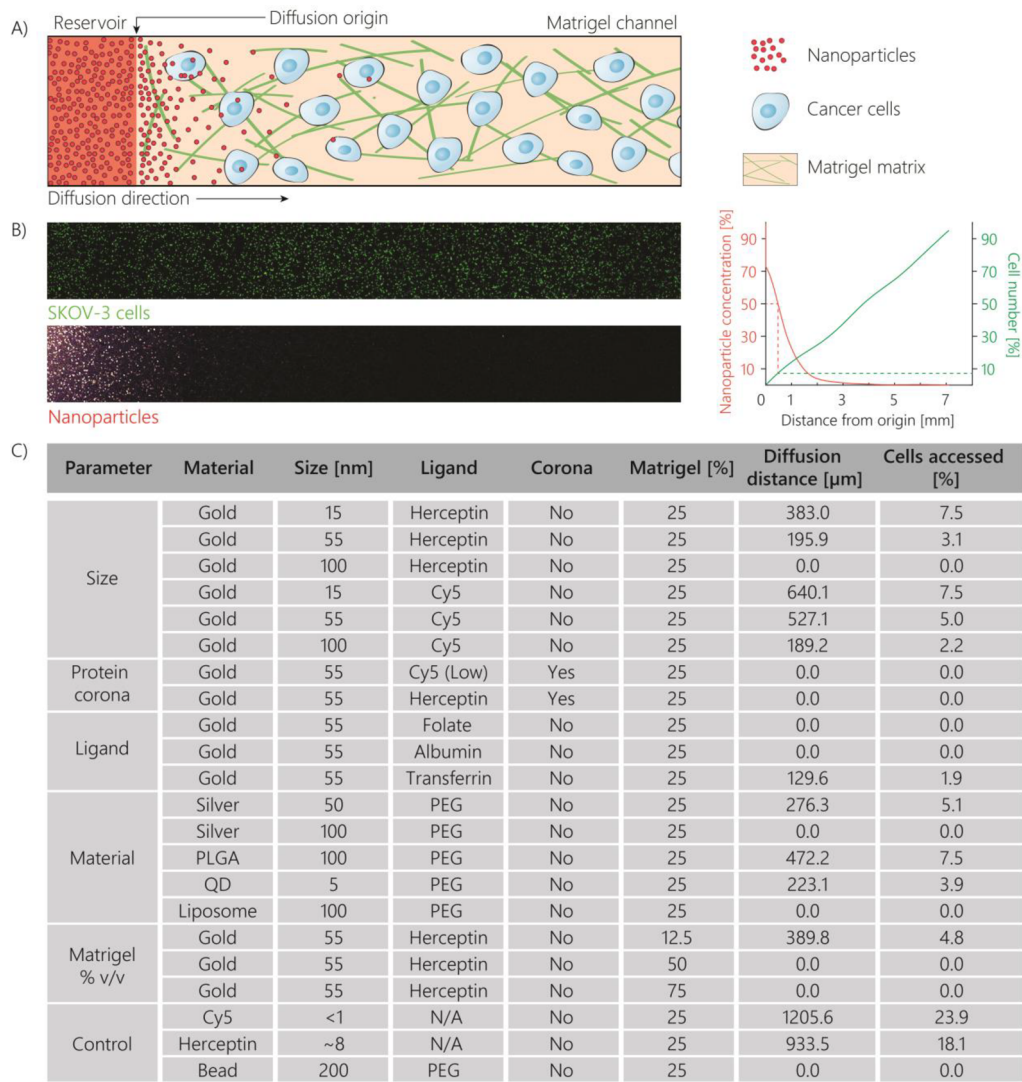 A)
Reservoir
Diffusion origin
Matrigel channel
Diffusion direction
Nanoparticles
Cancer cells
Matrigel matrix
B)
SKOV-3 cells
Nanoparticles
Nanoparticle concentration [%]
90
70
50
30
10
90
70
50
30
10
Cell number [%]
0 1 3 5 7
Distance from origin [mm]
C)
Parameter Material Size [nm] Ligand Corona Matrigel [%] Diffusion distance [µm] Cells accessed [%]
Size
Gold 15 Herceptin No 25 383.0 7.5
Gold 55 Herceptin No 25 195.9 3.1
Gold 100 Herceptin No 25 0.0 0.0
Gold 15 Cy5 No 25 640.1 7.5
Gold 55 Cy5 No 25 527.1 5.0
Gold 100 Cy5 No 25 189.2 2.2
Protein corona
Gold 55 Cy5 (Low) Yes 25 0.0 0.0
Gold 55 Herceptin Yes 25 0.0 0.0
Ligand
Gold 55 Folate No 25 0.0 0.0
Gold 55 Albumin No 25 0.0 0.0
Gold 55 Transferrin No 25 129.6 1.9
Material
Silver 50 PEG No 25 276.3 5.1
Silver 100 PEG No 25 0.0 0.0
PLGA 100 PEG No 25 472.2 7.5
QD 5 PEG No 25 223.1 3.9
Liposome 100 PEG No 25 0.0 0.0
Matrigel % v/v
Gold 55 Herceptin No 12.5 389.8 4.8
Gold 55 Herceptin No 50 0.0 0.0
Gold 55 Herceptin No 75 0.0 0.0
Control
Cy5 <1 N/A No 25 1205.6 23.9
Herceptin ~8 N/A No 25 933.5 18.1
Bead 200 PEG No 25 0.0 0.0